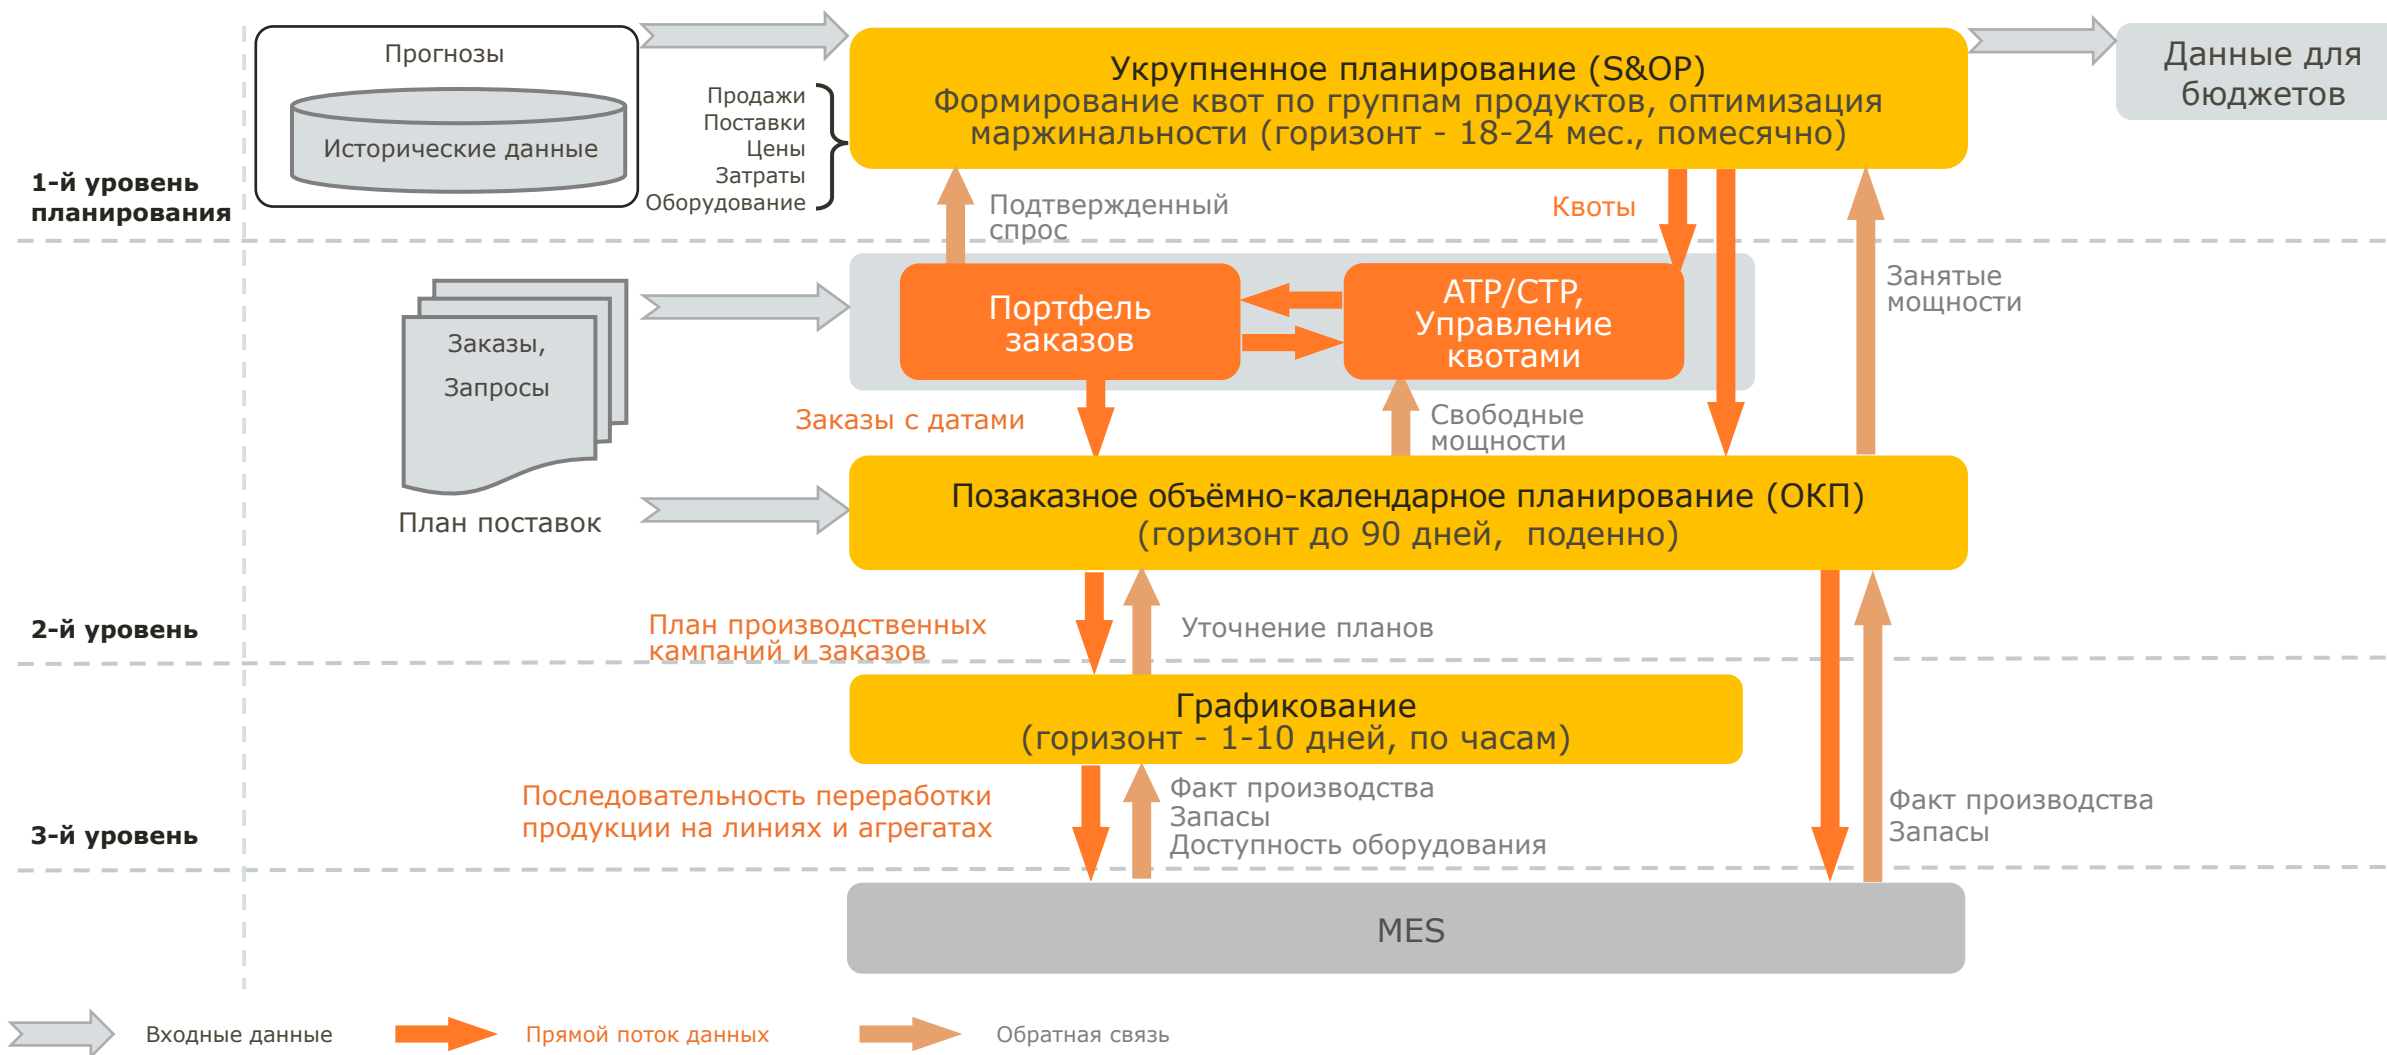 Прогнозы
Исторические данные
Продажи
Поставки
Цены
Затраты
Оборудование
Укрупненное планирование (S&OP)
Формирование квот по группам продуктов, оптимизация
маржинальности (горизонт - 18-24 мес., помесячно)
Данные для
бюджетов
1-й уровень
планирования
Подтвержденный
спрос
Квоты
Занятые
мощности
Заказы,
Запросы
Портфель
заказов
ATP/CTP,
Управление
квотами
Заказы с датами
Свободные
мощности
План поставок
Позаказное объёмно-календарное планирование (ОКП)
(горизонт до 90 дней,  поденно)
2-й уровень
План производственных
кампаний и заказов
Уточнение планов
Графикование
(горизонт - 1-10 дней, по часам)
3-й уровень
Последовательность переработки
продукции на линиях и агрегатах
Факт производства
Запасы
Доступность оборудования
Факт производства
Запасы
MES
Входные данные
Прямой поток данных
Обратная связь